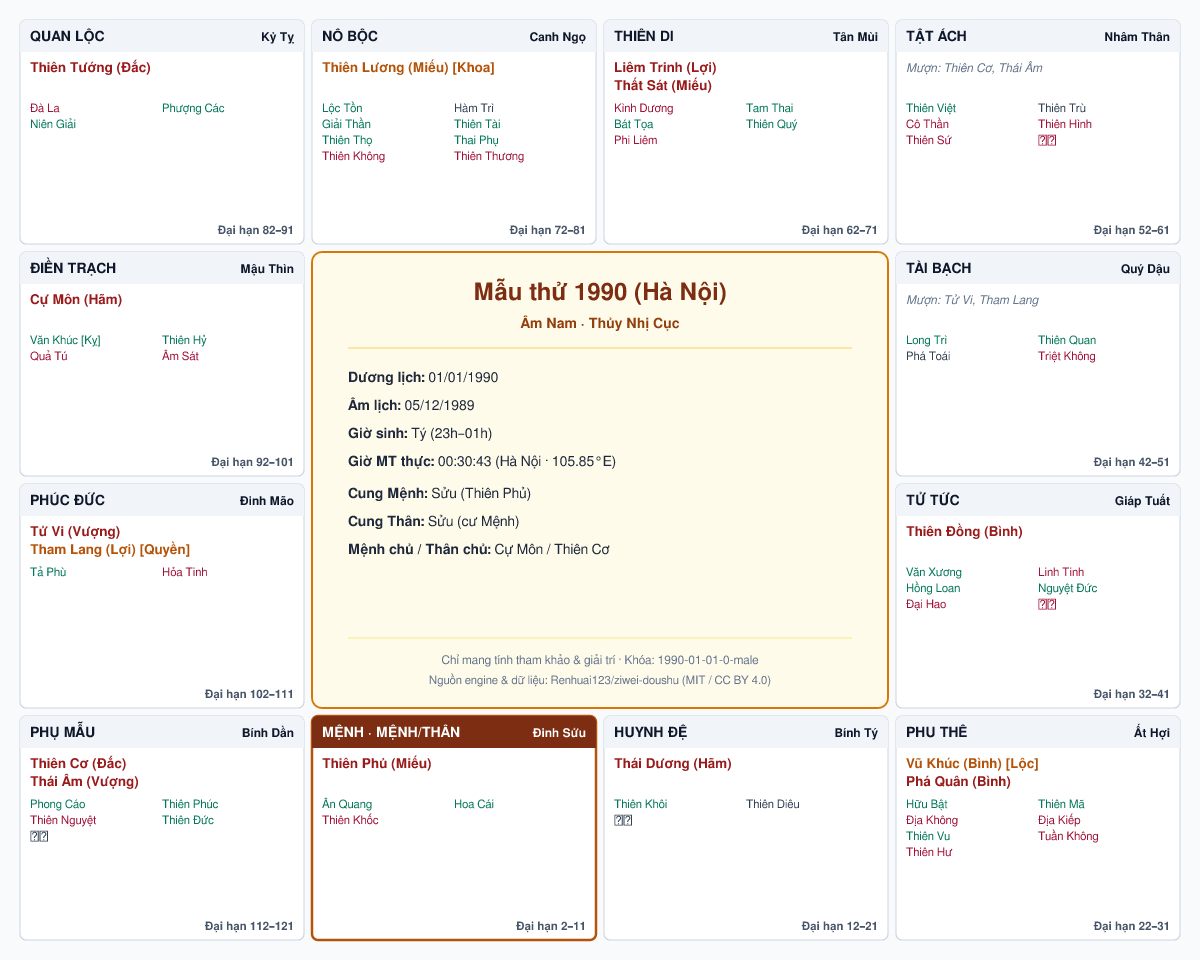 QUAN LỘC Kỷ Tỵ
Thiên Tướng (Đắc)
Đà La Phượng Các
Niên Giải
Đại hạn 82–91
NÔ BỘC Canh Ngọ
Thiên Lương (Miếu) [Khoa]
Lộc Tồn Hàm Trì
Giải Thần Thiên Tài
Thiên Thọ Thai Phụ
Thiên Không Thiên Thương
Đại hạn 72–81
THIÊN DI Tân Mùi
Liêm Trinh (Lợi)
Thất Sát (Miếu)
Kình Dương Tam Thai
Bát Tọa Thiên Quý
Phi Liêm
Đại hạn 62–71
TẬT ÁCH Nhâm Thân
Mượn: Thiên Cơ, Thái Âm
Thiên Việt Thiên Trù
Cô Thần Thiên Hình
Thiên Sứ
Đại hạn 52–61
ĐIỀN TRẠCH Mậu Thìn
Cự Môn (Hãm)
Văn Khúc [Kỵ] Thiên Hỷ
Quả Tú Âm Sát
Đại hạn 92–101
Mẫu thử 1990 (Hà Nội)
Âm Nam · Thủy Nhị Cục
Dương lịch: 01/01/1990
Âm lịch: 05/12/1989
Giờ sinh: Tý (23h–01h)
Giờ MT thực: 00:30:43 (Hà Nội · 105.85°E)
Cung Mệnh: Sửu (Thiên Phủ)
Cung Thân: Sửu (cư Mệnh)
Mệnh chủ / Thân chủ: Cự Môn / Thiên Cơ
Chỉ mang tính tham khảo & giải trí · Khóa: 1990-01-01-0-male
Nguồn engine & dữ liệu: Renhuai123/ziwei-doushu (MIT / CC BY 4.0)
TÀI BẠCH Quý Dậu
Mượn: Tử Vi, Tham Lang
Long Trì Thiên Quan
Phá Toái Triệt Không
Đại hạn 42–51
PHÚC ĐỨC Đinh Mão
Tử Vi (Vượng)
Tham Lang (Lợi) [Quyền]
Tả Phù Hỏa Tinh
Đại hạn 102–111
TỬ TỨC Giáp Tuất
Thiên Đồng (Bình)
Văn Xương Linh Tinh
Hồng Loan Nguyệt Đức
Đại Hao
Đại hạn 32–41
PHỤ MẪU Bính Dần
Thiên Cơ (Đắc)
Thái Âm (Vượng)
Phong Cáo Thiên Phúc
Thiên Nguyệt Thiên Đức
Đại hạn 112–121
MỆNH · MỆNH/THÂN Đinh Sửu
Thiên Phủ (Miếu)
Ân Quang Hoa Cái
Thiên Khốc
Đại hạn 2–11
HUYNH ĐỆ Bính Tý
Thái Dương (Hãm)
Thiên Khôi Thiên Diêu
Đại hạn 12–21
PHU THÊ Ất Hợi
Vũ Khúc (Bình) [Lộc]
Phá Quân (Bình)
Hữu Bật Thiên Mã
Địa Không Địa Kiếp
Thiên Vu Tuần Không
Thiên Hư
Đại hạn 22–31